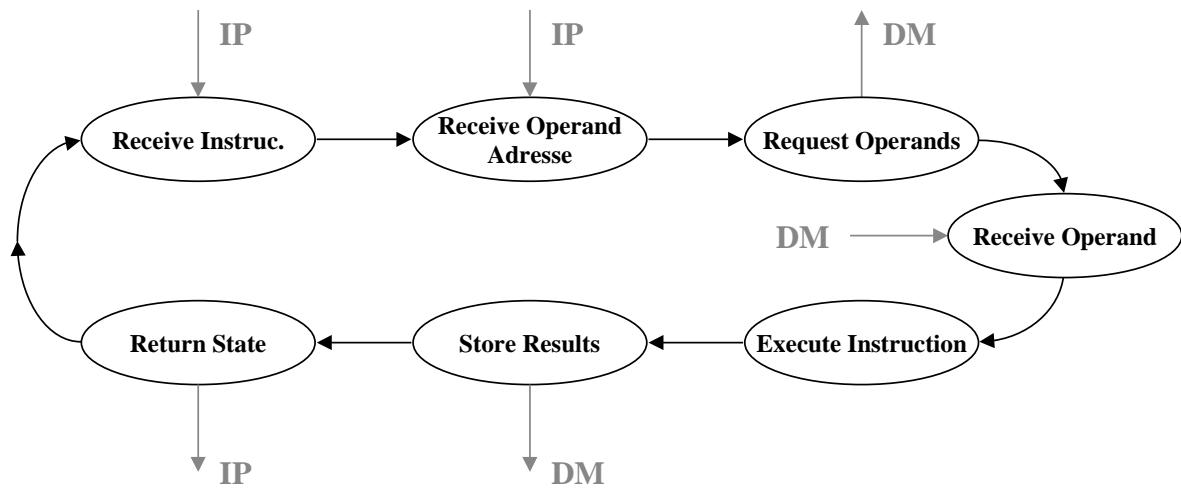 IP
IP
DM
Receive Instruc.
Receive Operand
Adresse
Request Operands
DM
Receive Operand
Return State
Store Results
Execute Instruction
IP
DM